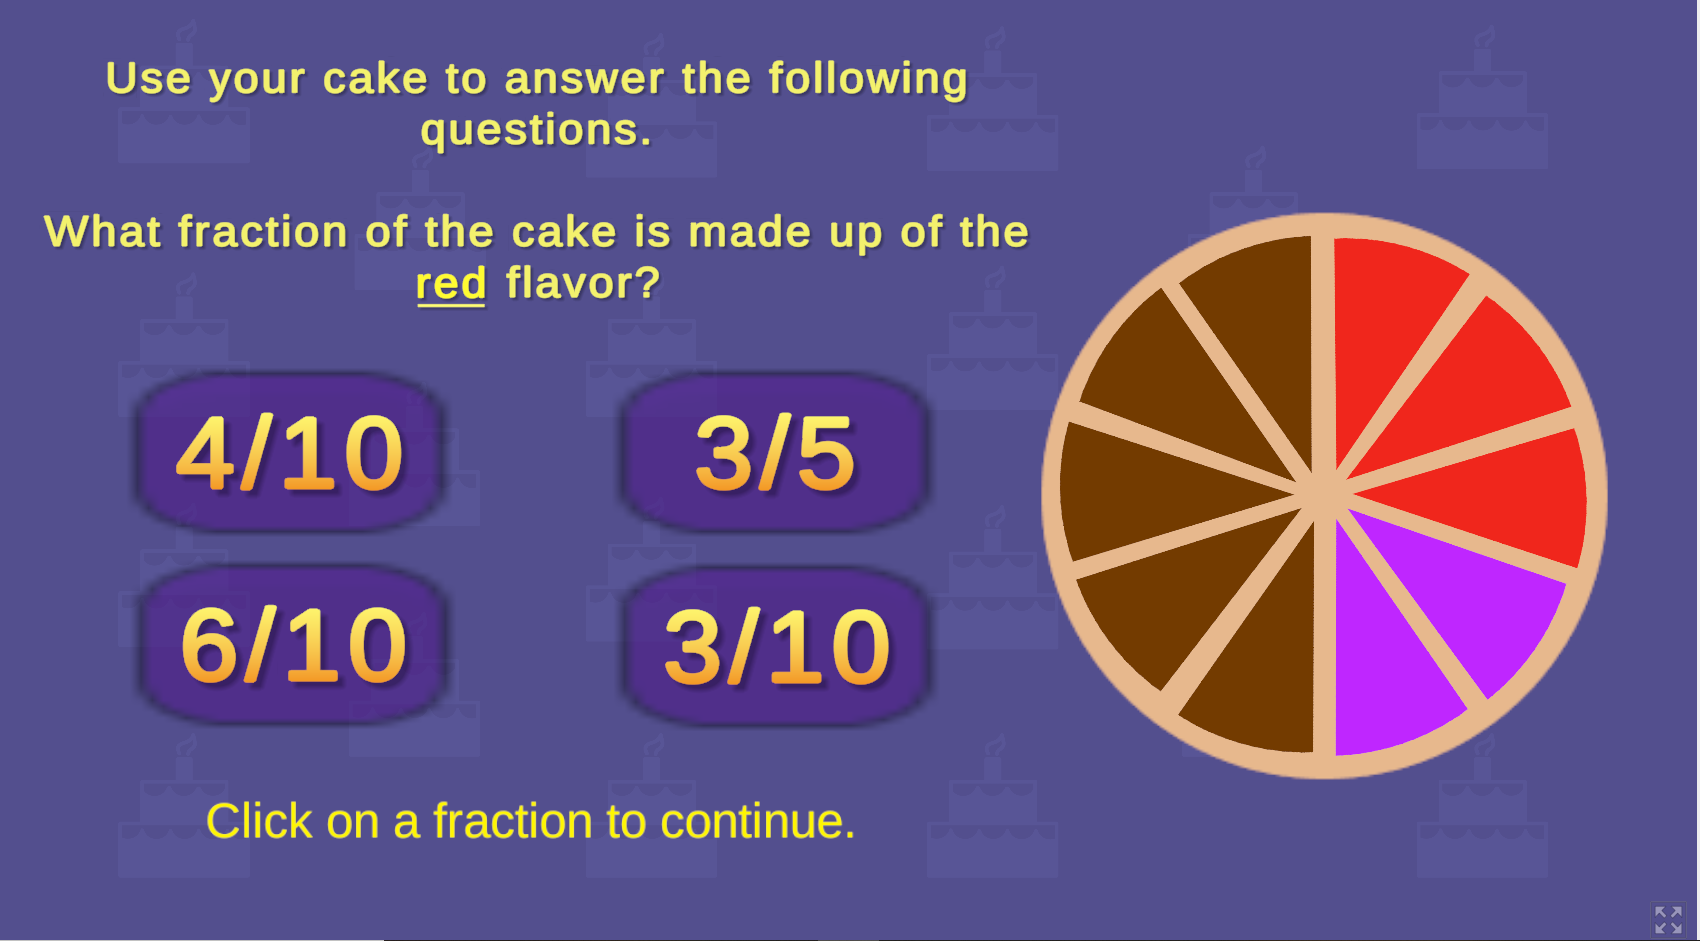 Use your cake to answer the following
questions.
What fraction of the cake is made up of the
red flavor?
4/10
3/5
6/10
3/10
Click on a fraction to continue.